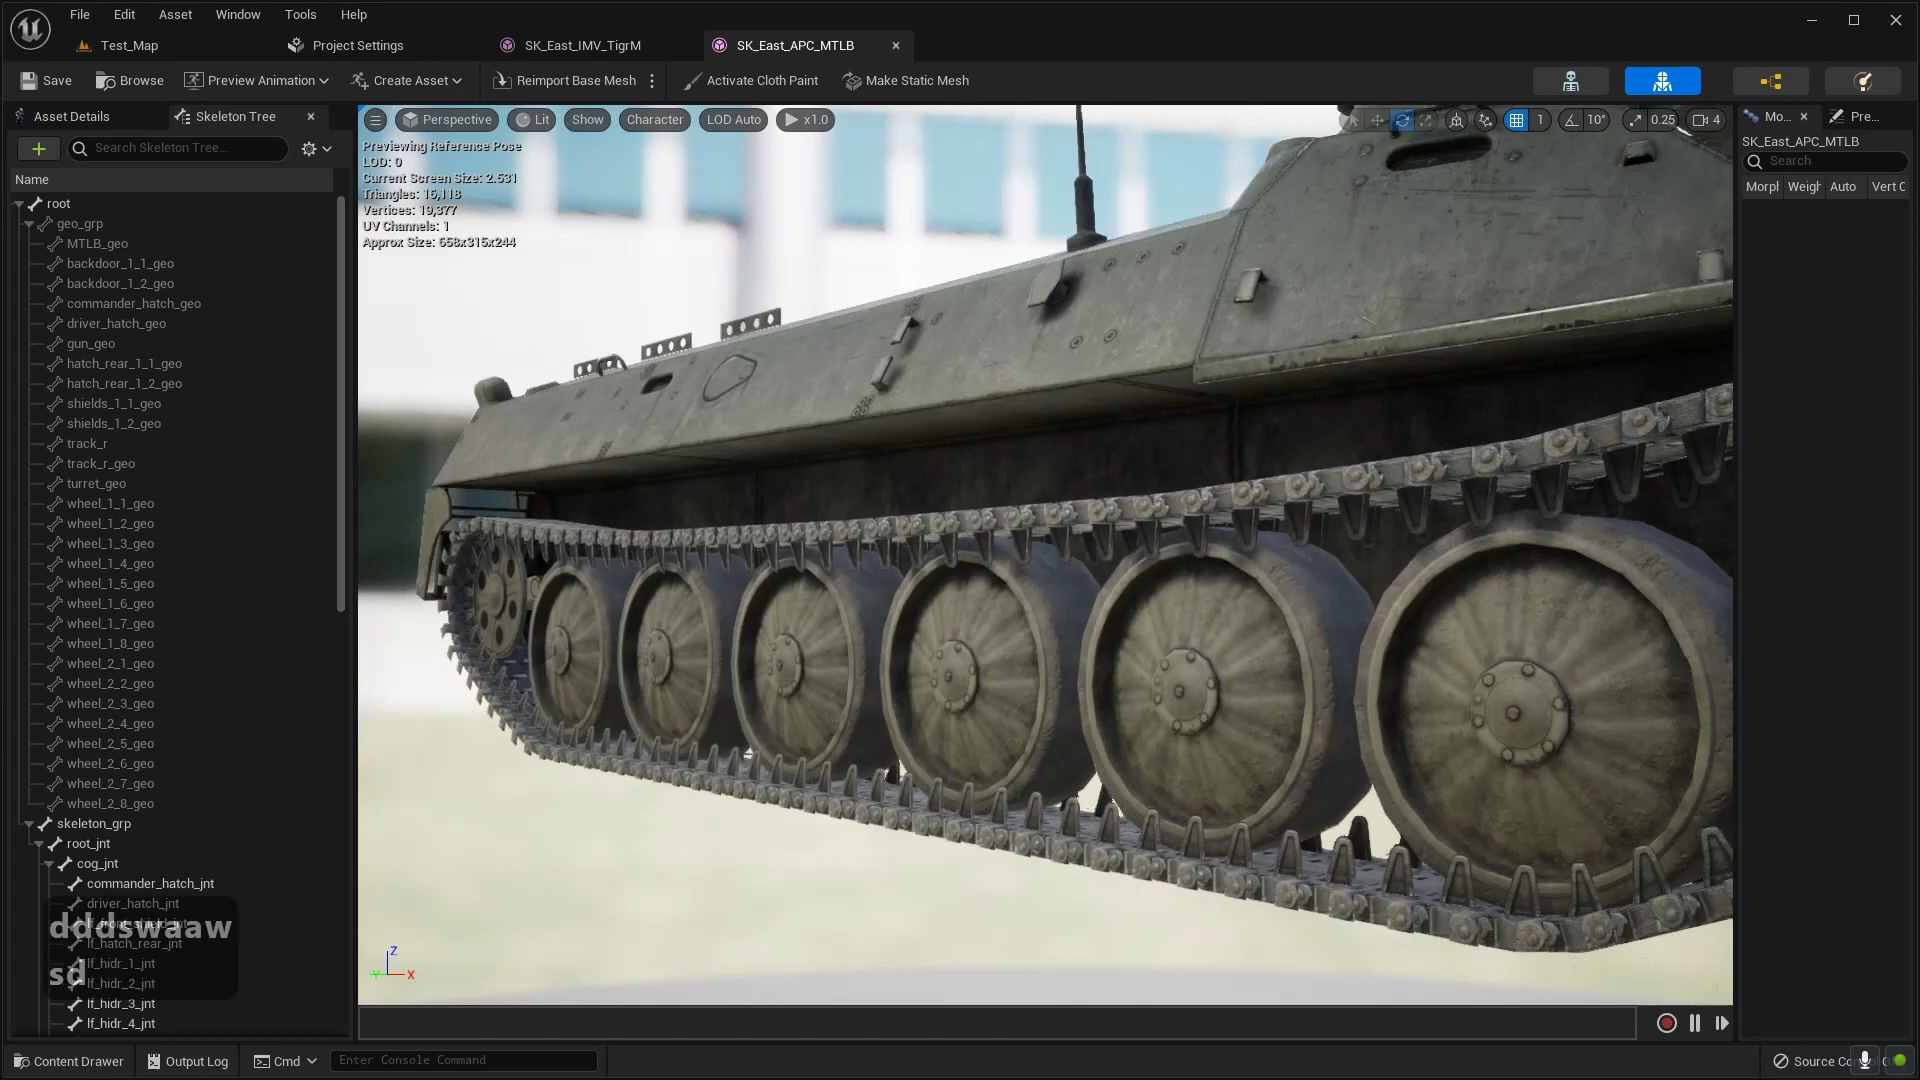 File Edit Asset Window Tools Help
Test_Map Project Settings SK_East_IMV_TigrM SK_East_APC_MTLB
Save Browse Preview Animation Create Asset Reimport Base Mesh Activate Cloth Paint Make Static Mesh
Asset Details Skeleton Tree
Search Skeleton Tree...
Name
root
geo_grp
MTLB_geo
backdoor_1_1_geo
backdoor_1_2_geo
commander_hatch_geo
driver_hatch_geo
gun_geo
hatch_rear_1_1_geo
hatch_rear_1_2_geo
shields_1_1_geo
shields_1_2_geo
track_r
track_r_geo
turret_geo
wheel_1_1_geo
wheel_1_2_geo
wheel_1_3_geo
wheel_1_4_geo
wheel_1_5_geo
wheel_1_6_geo
wheel_1_7_geo
wheel_1_8_geo
wheel_2_1_geo
wheel_2_2_geo
wheel_2_3_geo
wheel_2_4_geo
wheel_2_5_geo
wheel_2_6_geo
wheel_2_7_geo
wheel_2_8_geo
skeleton_grp
root_jnt
cog_jnt
commander_hatch_jnt
driver_hatch_jnt
lf_front_shield_jnt
lf_hatch_rear_jnt
lf_hidr_1_jnt
lf_hidr_2_jnt
lf_hidr_3_jnt
lf_hidr_4_jnt
dddswaaw
sd
Perspective Lit Show Character LOD Auto x1.0
1 10° 0.25 4
Previewing Reference Pose
LOD: 0
Current Screen Size: 2.531
Triangles: 16,118
Vertices: 19,377
UV Channels: 1
Approx Size: 658x315x244
Z
Y X
Mo... Pre...
SK_East_APC_MTLB
Search
Morpl Weigh Auto Vert C
Content Drawer Output Log Cmd Enter Console Command
Source Co